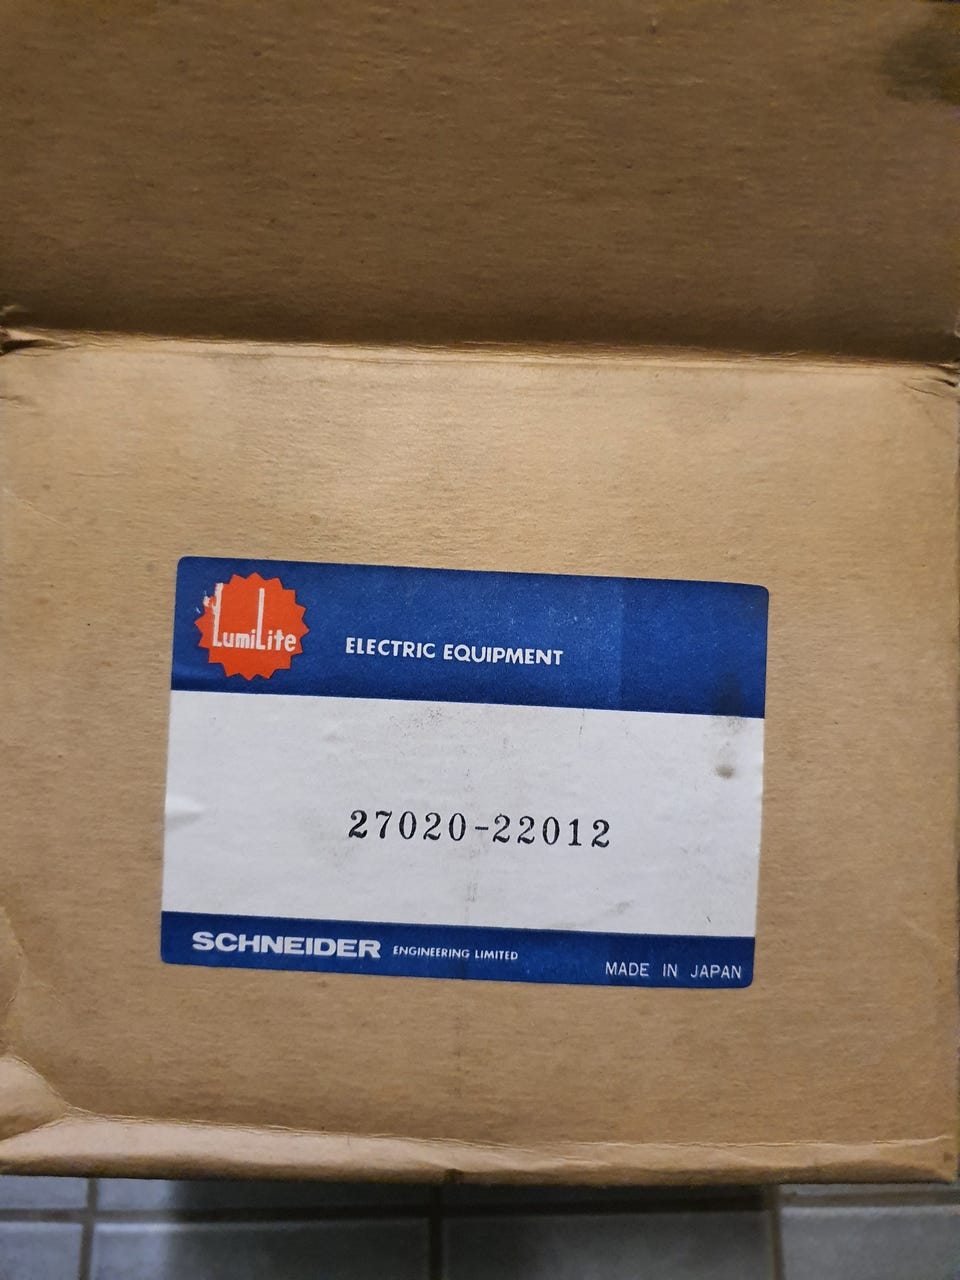 LumiLite
ELECTRIC EQUIPMENT
27020-22012
SCHNEIDER ENGINEERING LIMITED
MADE IN JAPAN